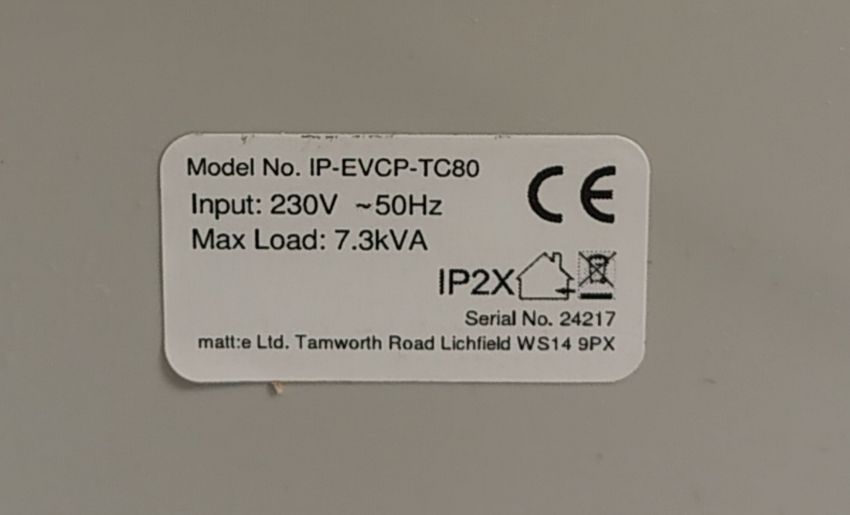 Model No. IP-EVCP-TC80
CE
Input: 230V ~50Hz
Max Load: 7.3kVA
IP2X
Serial No. 24217
matt:e Ltd. Tamworth Road Lichfield WS14 9PX